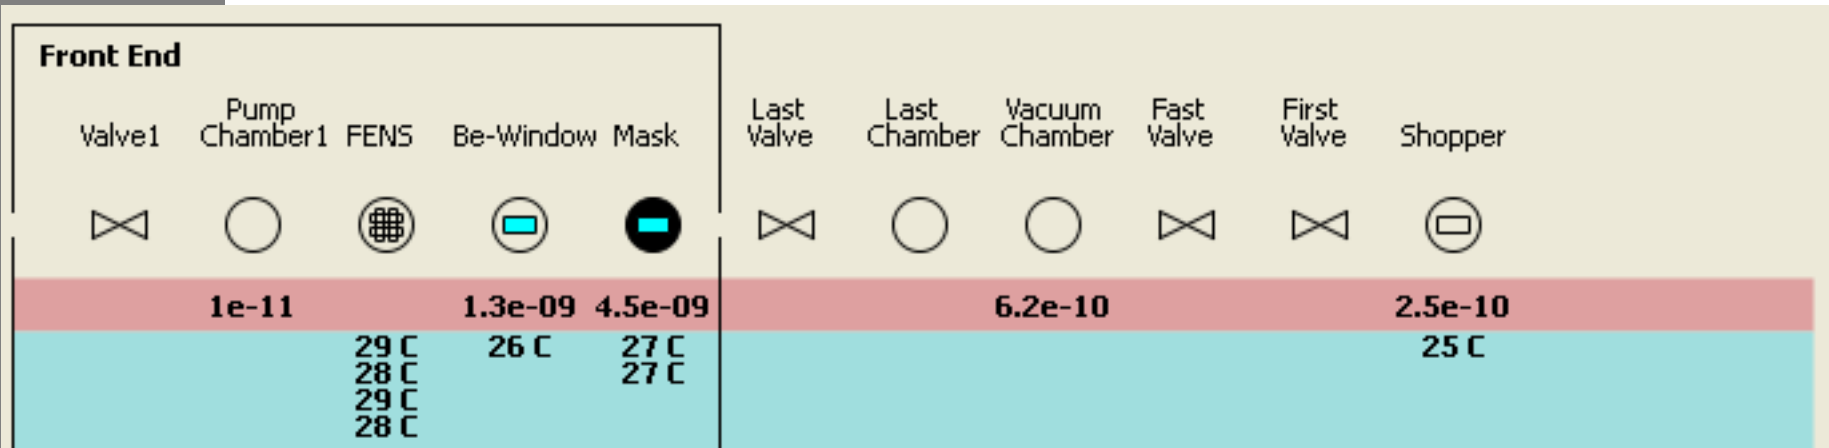 Front End
Pump Last Last Vacuum Fast First
Valve1 Chamber1 FENS Be-Window Mask Valve Chamber Chamber Valve Valve Shopper
1e-11 1.3e-09 4.5e-09 6.2e-10 2.5e-10
29 C 26 C 27 C 25 C
28 C 27 C
29 C
28 C